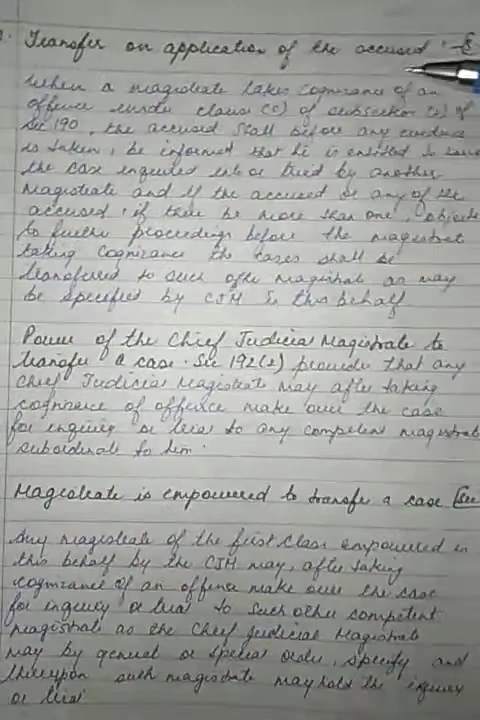 Transfer on application of the accused :-
When a magistrate takes cognizance of an
offence under clause (c) of subsection (1) of
Sec 190, the accused shall before any evidence
is taken, be informed that he is entitled to have
the case enquired into or tried by another
Magistrate and if the accused or any of the
accused, if there be more than one, objects
to further proceedings before the magistrate
taking cognizance the cases shall be
transferred to such other magistrate as may
be specified by CJM in this behalf
Power of the Chief Judicial Magistrate to
transfer a case. Sec 192(1) provides that any
Chief Judicial Magistrate may after taking
cognizance of offence make over the case
for inquiry or trial to any competent magistrate
subordinate to him.
Magistrate is empowered to transfer a case [Sec
Any magistrate of the first class empowered in
this behalf by the CJM may, after taking
cognizance of an offence make over the case
for inquiry or trial to such other competent
magistrate as the Chief Judicial Magistrate
may by general or special order, specify and
thereupon such magistrate may hold the inquiry
or trial